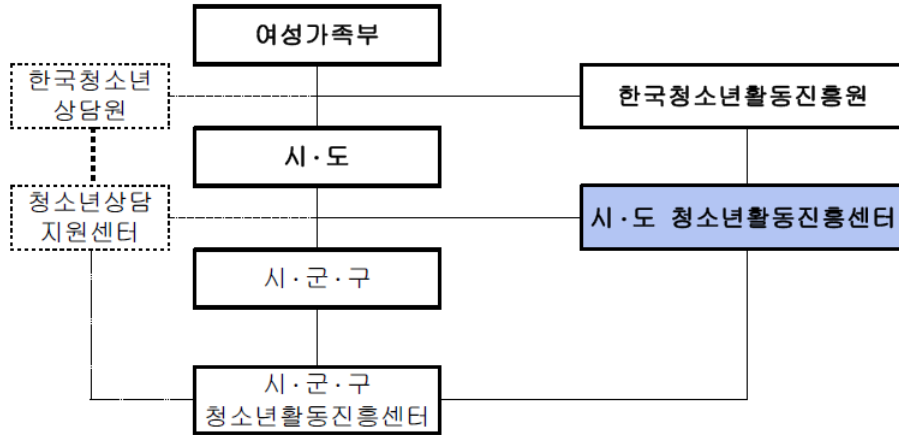 여성가족부
한국청소년
상담원
한국청소년활동진흥원
시·도
청소년상담
지원센터
시·도 청소년활동진흥센터
시·군·구
시·군·구
청소년활동진흥센터